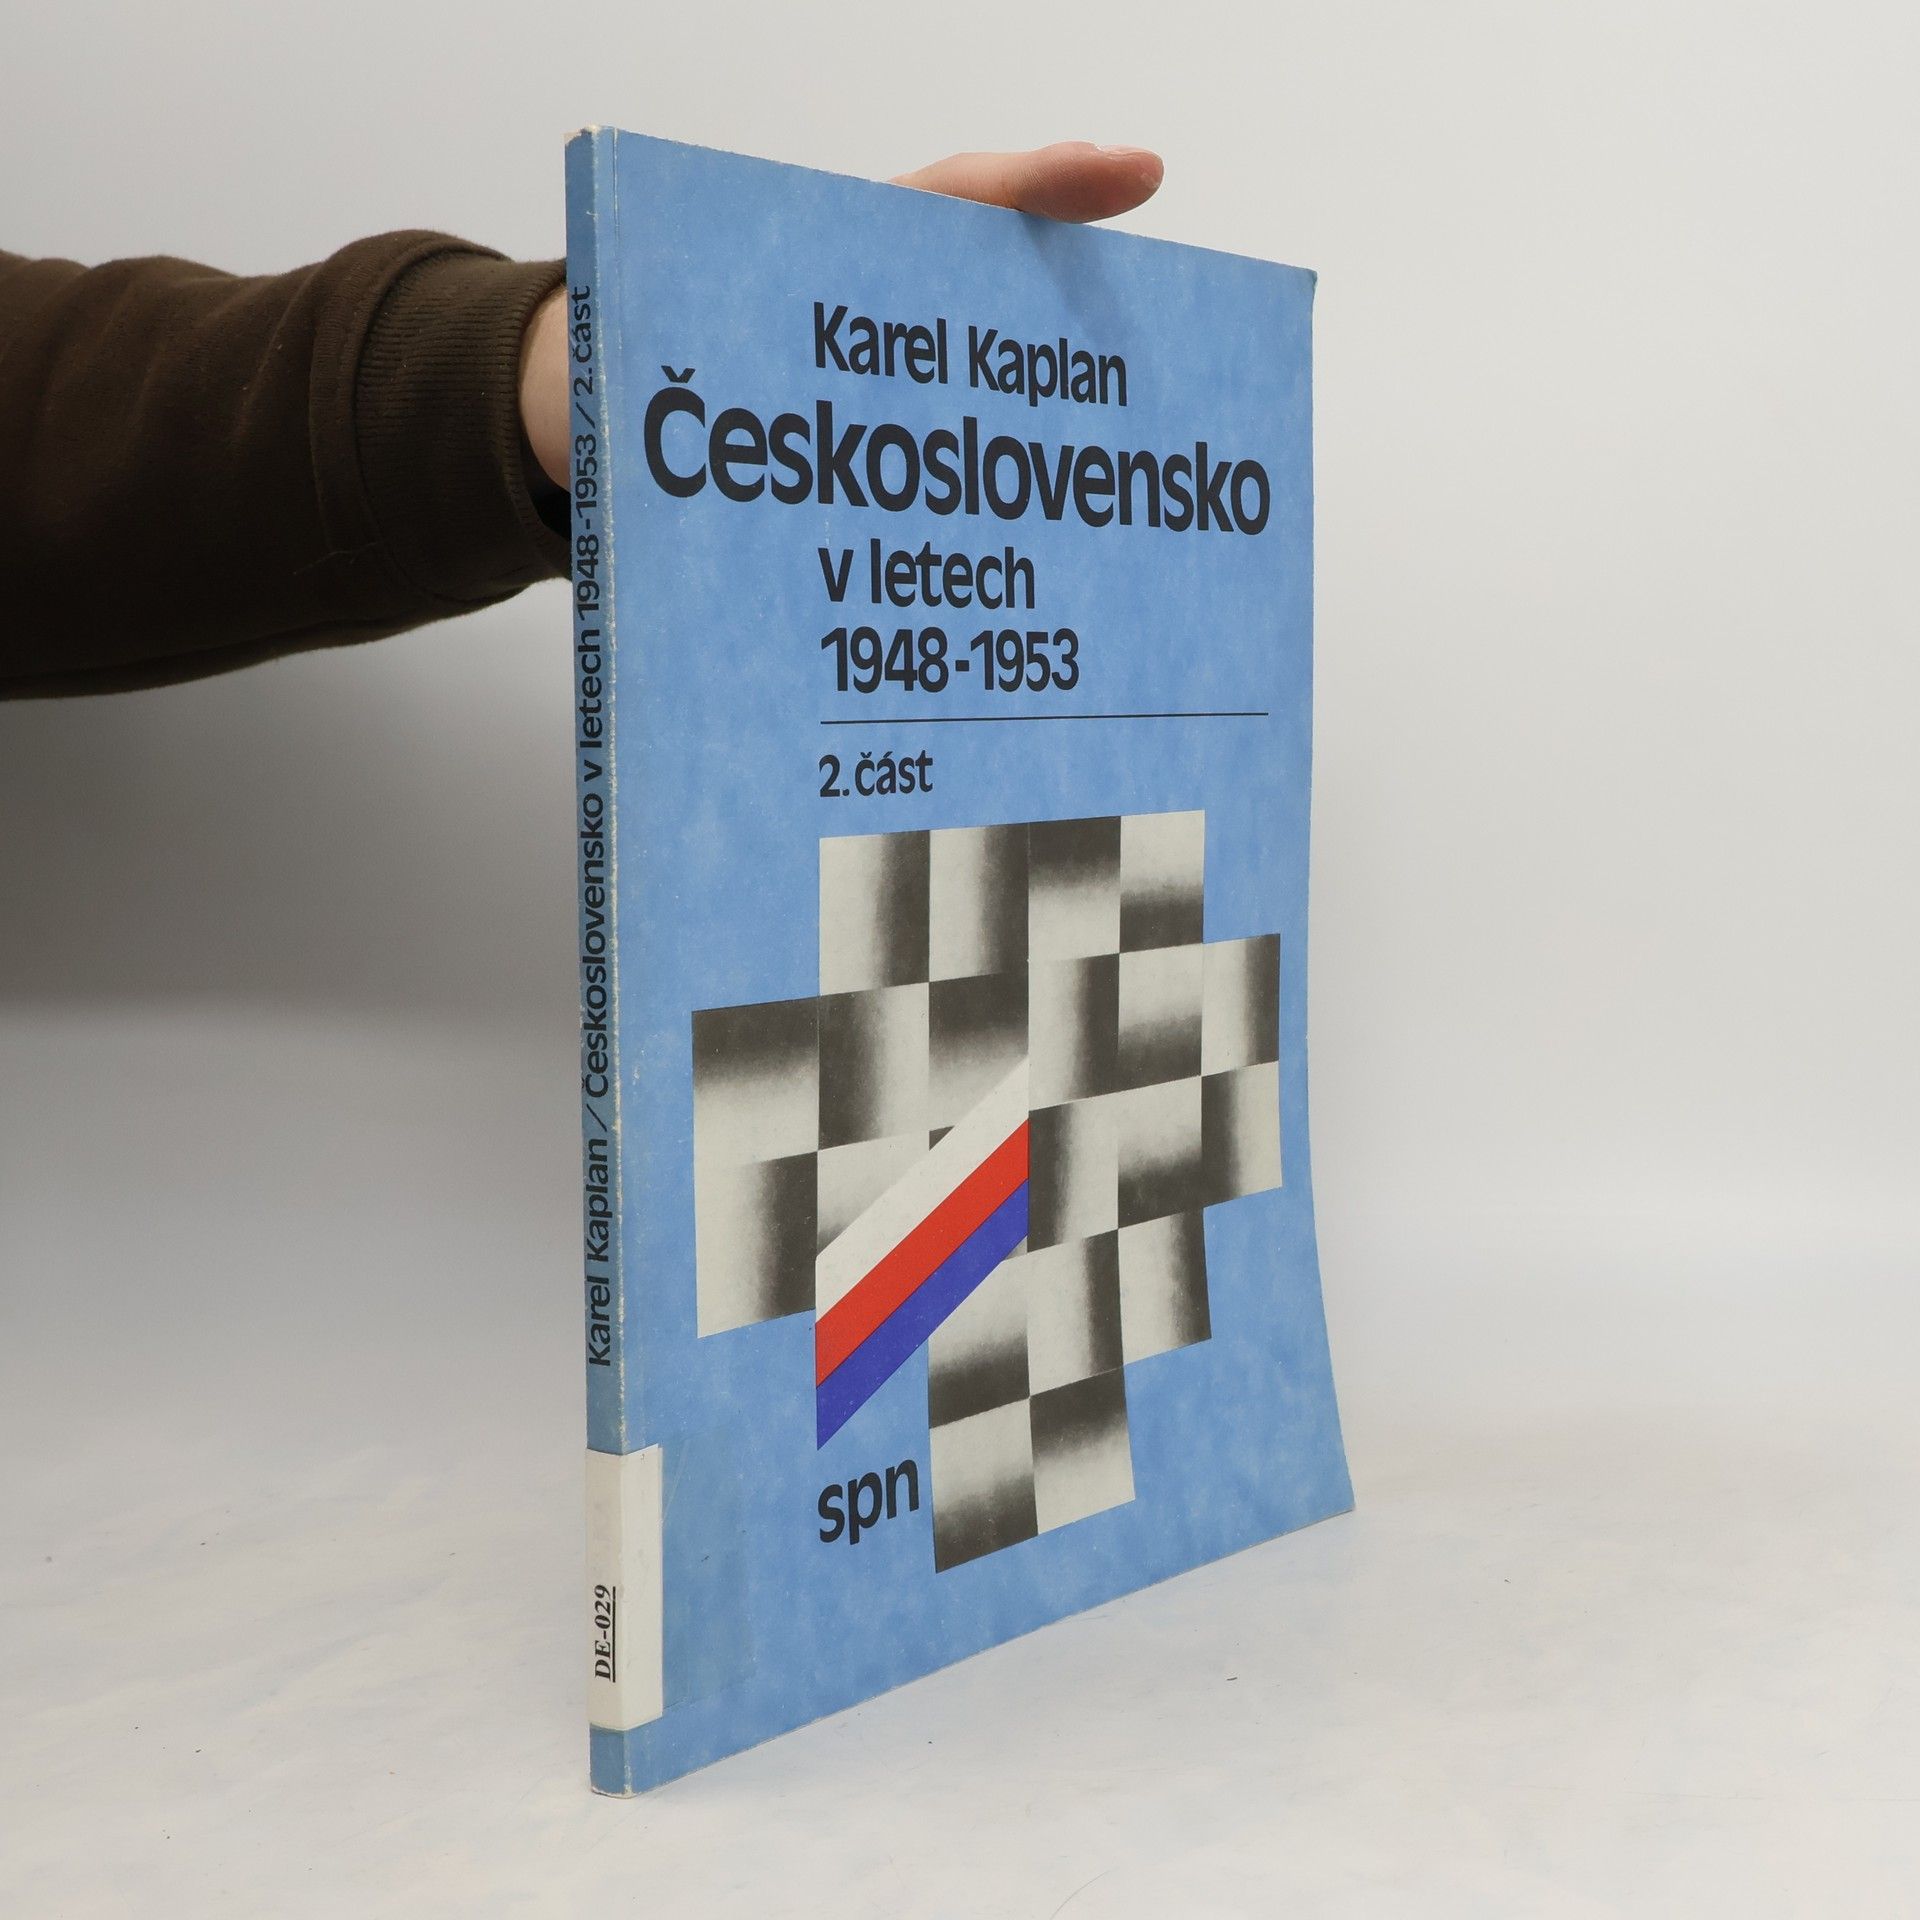 Karel Kaplan
Československo
v letech
1948-1953
2. část
spn
Karel Kaplan / Československo v letech 1948-1953 / 2. část
DE-029